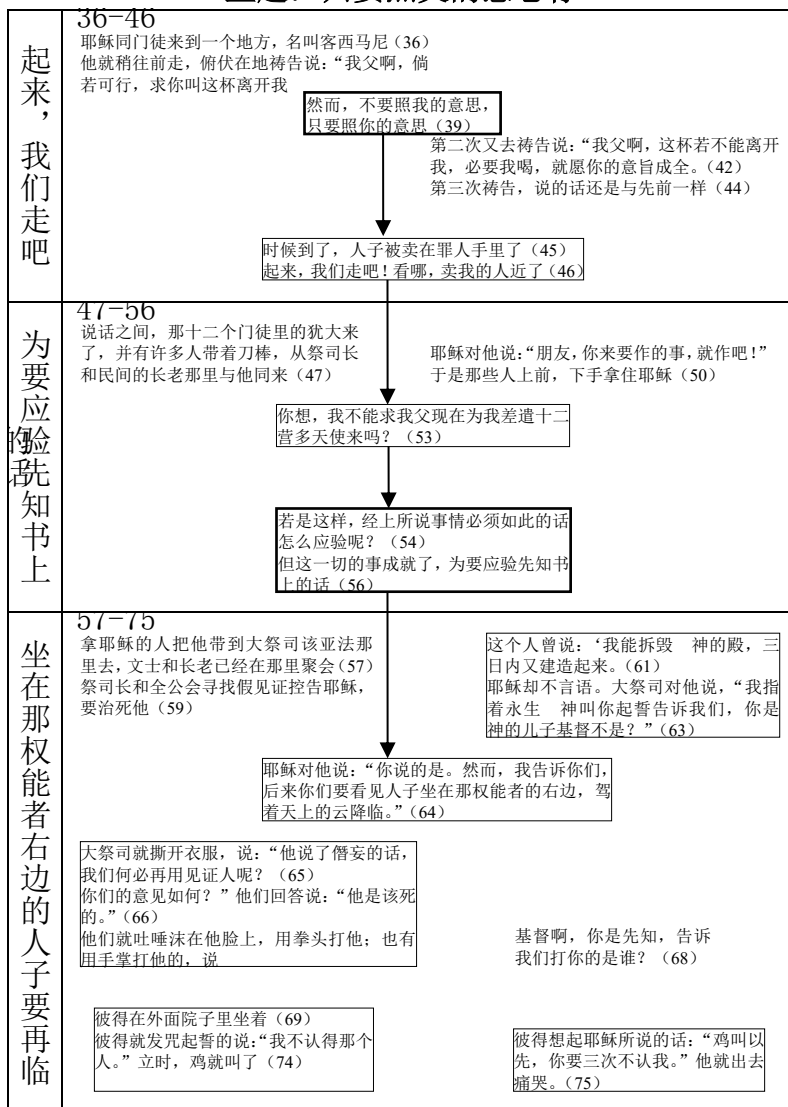 起来，我们走吧
36-46
耶稣同门徒来到一个地方，名叫客西马尼（36）
他就稍往前走，俯伏在地祷告说：“我父啊，倘
若可行，求你叫这杯离开我
然而，不要照我的意思，
只要照你的意思（39）
第二次又去祷告说：“我父啊，这杯若不能离开
我，必要我喝，就愿你的意旨成全。（42）
第三次祷告，说的话还是与先前一样（44）
时候到了，人子被卖在罪人手里了（45）
起来，我们走吧！看哪，卖我的人近了（46）
为要应验先知书上
的话
47-56
说话之间，那十二个门徒里的犹大来
了，并有许多人带着刀棒，从祭司长
和民间的长老那里与他同来（47）
耶稣对他说：“朋友，你来要作的事，就作吧！”
于是那些人上前，下手拿住耶稣（50）
你想，我不能求我父现在为我差遣十二
营多天使来吗？（53）
若是这样，经上所说事情必须如此的话
怎么应验呢？（54）
但这一切的事成就了，为要应验先知书
上的话（56）
坐在那权能者右边的人子要再临
57-75
拿耶稣的人把他带到大祭司该亚法那
里去，文士和长老已经在那里聚会（57）
祭司长和全公会寻找假见证控告耶稣，
要治死他（59）
这个人曾说：‘我能拆毁　神的殿，三
日内又建造起来。（61）
耶稣却不言语。大祭司对他说，“我指
着永生　神叫你起誓告诉我们，你是
神的儿子基督不是？”（63）
耶稣对他说：“你说的是。然而，我告诉你们，
后来你们要看见人子坐在那权能者的右边，驾
着天上的云降临。”（64）
大祭司就撕开衣服，说：“他说了僭妄的话，
我们何必再用见证人呢？（65）
你们的意见如何？”他们回答说：“他是该死
的。”（66）
他们就吐唾沫在他脸上，用拳头打他；也有
用手掌打他的，说
基督啊，你是先知，告诉
我们打你的是谁？（68）
彼得在外面院子里坐着（69）
彼得就发咒起誓的说：“我不认得那个
人。”立时，鸡就叫了（74）
彼得想起耶稣所说的话：“鸡叫以
先，你要三次不认我。”他就出去
痛哭。（75）